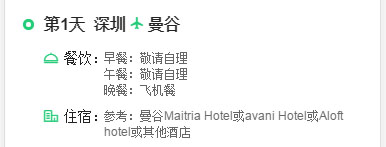 第1天 深圳 曼谷
餐饮: 早餐：敬请自理
午餐：敬请自理
晚餐：飞机餐
住宿: 参考：曼谷Maitria Hotel或avani Hotel或Aloft
hotel或其他酒店